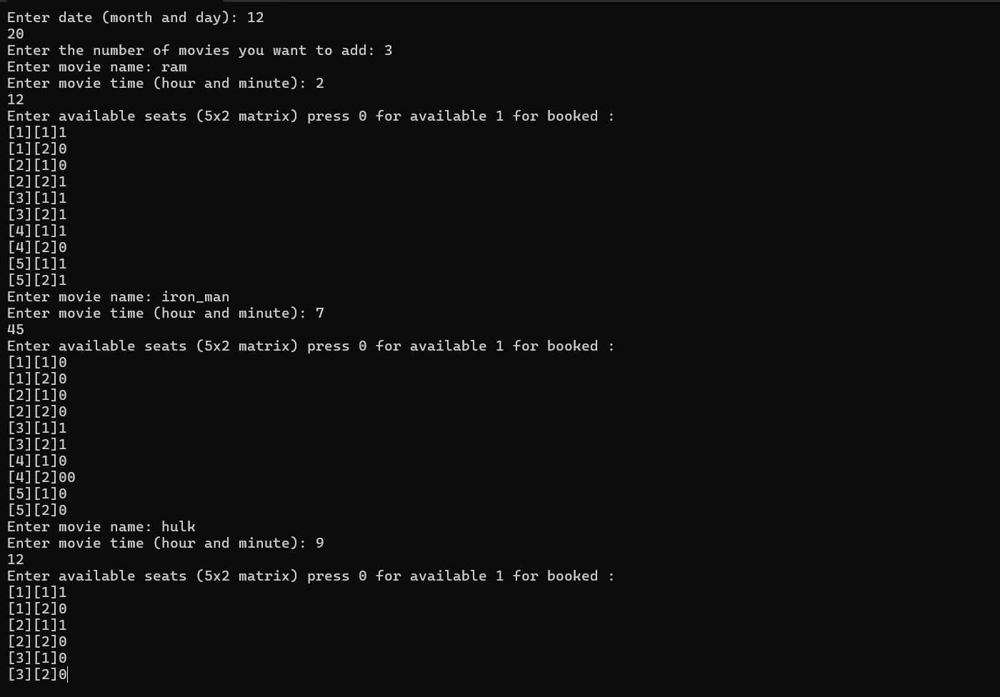 Enter date (month and day): 12
20
Enter the number of movies you want to add: 3
Enter movie name: ram
Enter movie time (hour and minute): 2
12
Enter available seats (5x2 matrix) press 0 for available 1 for booked :
[1][1]1
[1][2]0
[2][1]0
[2][2]1
[3][1]1
[3][2]1
[4][1]1
[4][2]0
[5][1]1
[5][2]1
Enter movie name: iron_man
Enter movie time (hour and minute): 7
45
Enter available seats (5x2 matrix) press 0 for available 1 for booked :
[1][1]0
[1][2]0
[2][1]0
[2][2]0
[3][1]1
[3][2]1
[4][1]0
[4][2]00
[5][1]0
[5][2]0
Enter movie name: hulk
Enter movie time (hour and minute): 9
12
Enter available seats (5x2 matrix) press 0 for available 1 for booked :
[1][1]1
[1][2]0
[2][1]1
[2][2]0
[3][1]0
[3][2]0